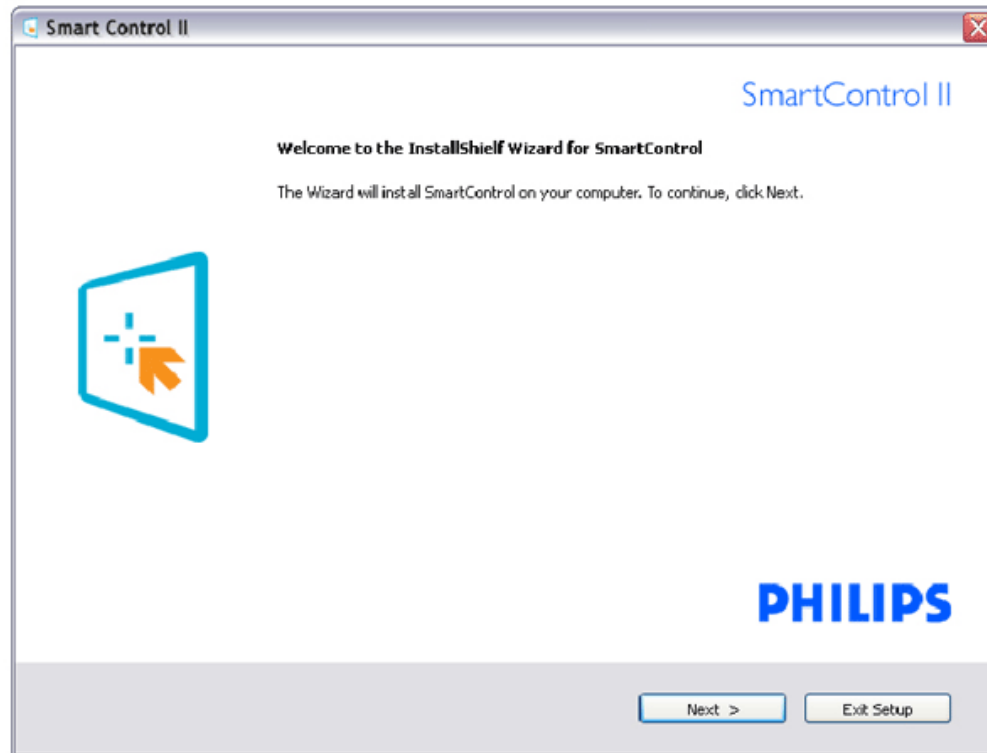 Smart Control II
SmartControl II
Welcome to the InstallShielf Wizard for SmartControl
The Wizard will install SmartControl on your computer. To continue, click Next.
PHILIPS
Next >
Exit Setup